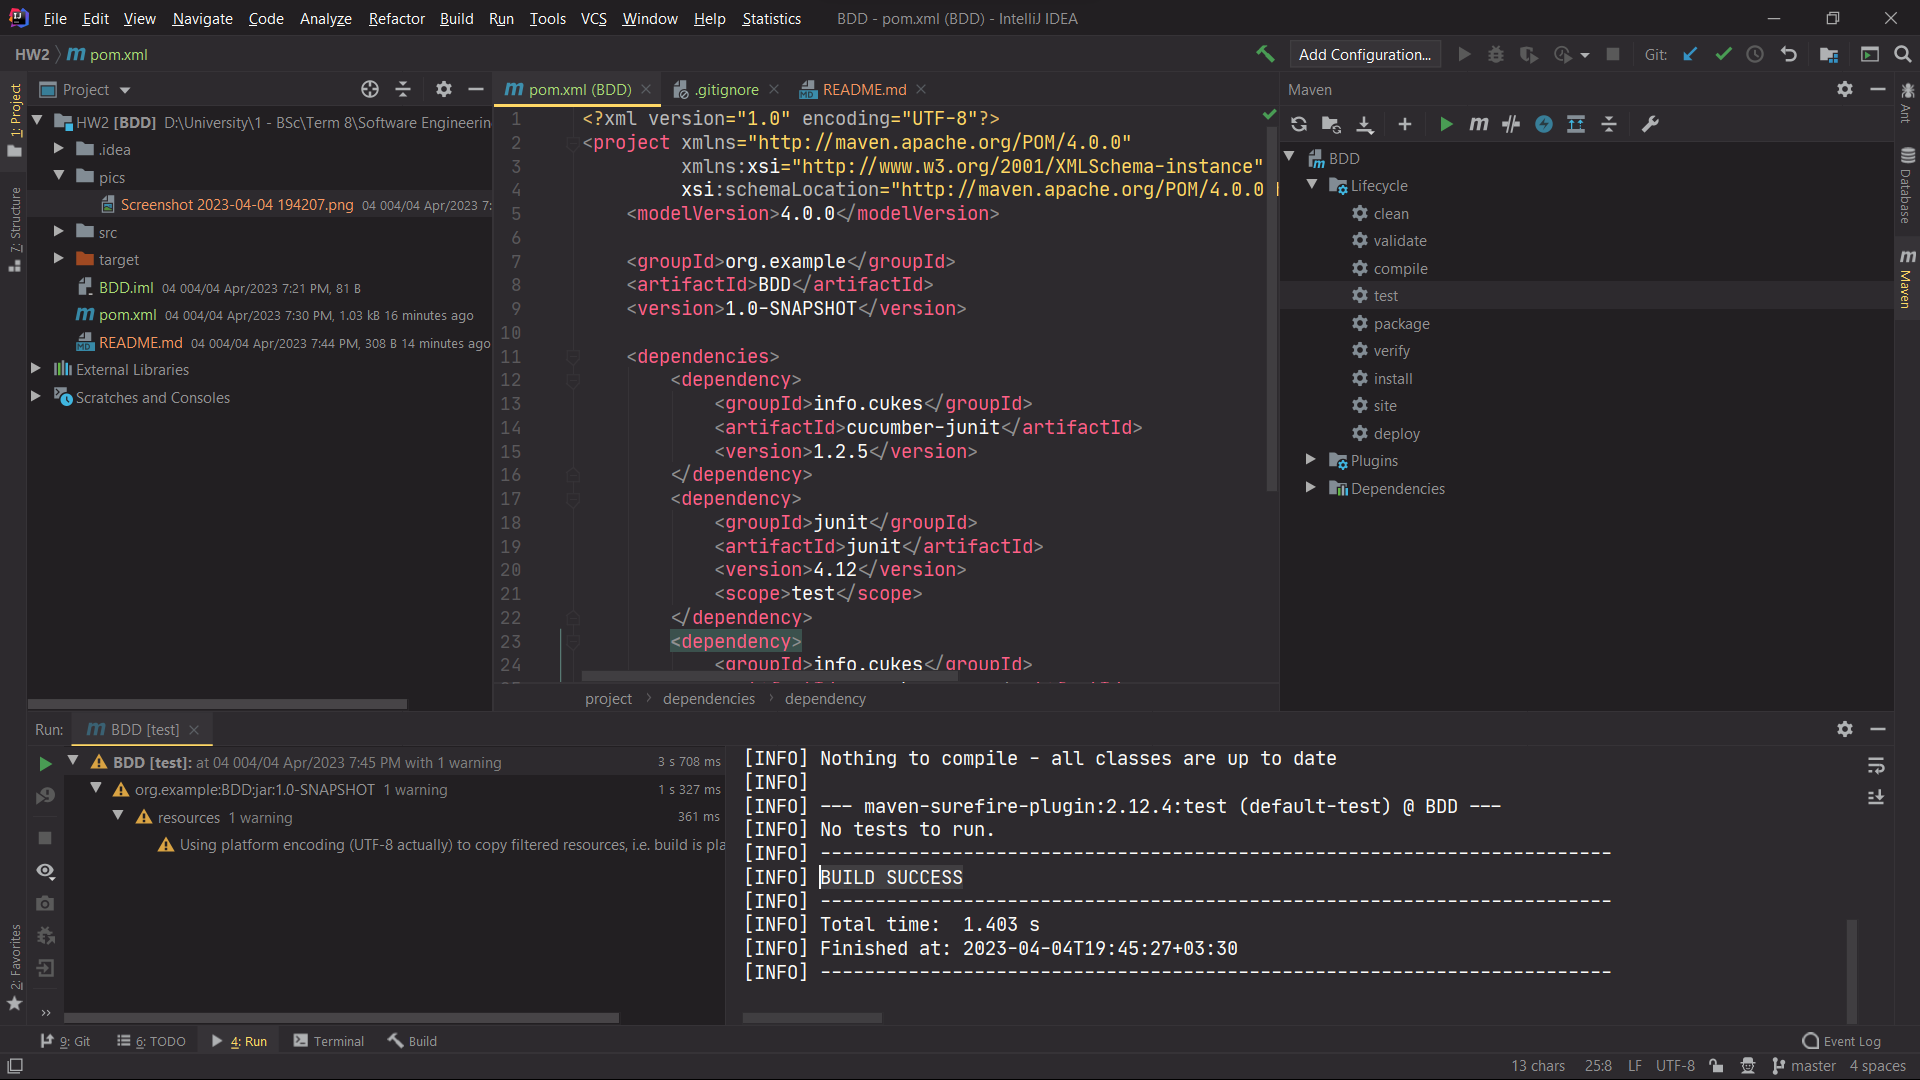 File Edit View Navigate Code Analyze Refactor Build Run Tools VCS Window Help Statistics BDD - pom.xml (BDD) - IntelliJ IDEA
HW2 pom.xml
Add Configuration...
Git:
1: Project
7: Structure
2: Favorites
Project
HW2 [BDD] D:\University\1 - BSc\Term 8\Software Engineerin
.idea
pics
Screenshot 2023-04-04 194207.png 04 004/04 Apr/2023 7:
src
target
BDD.iml 04 004/04 Apr/2023 7:21 PM, 81 B
pom.xml 04 004/04 Apr/2023 7:30 PM, 1.03 kB 16 minutes ago
README.md 04 004/04 Apr/2023 7:44 PM, 308 B 14 minutes ago
External Libraries
Scratches and Consoles
pom.xml (BDD) .gitignore README.md
1 <?xml version="1.0" encoding="UTF-8"?>
2 <project xmlns="http://maven.apache.org/POM/4.0.0"
3 xmlns:xsi="http://www.w3.org/2001/XMLSchema-instance"
4 xsi:schemaLocation="http://maven.apache.org/POM/4.0.0
5 <modelVersion>4.0.0</modelVersion>
6
7 <groupId>org.example</groupId>
8 <artifactId>BDD</artifactId>
9 <version>1.0-SNAPSHOT</version>
10
11 <dependencies>
12 <dependency>
13 <groupId>info.cukes</groupId>
14 <artifactId>cucumber-junit</artifactId>
15 <version>1.2.5</version>
16 </dependency>
17 <dependency>
18 <groupId>junit</groupId>
19 <artifactId>junit</artifactId>
20 <version>4.12</version>
21 <scope>test</scope>
22 </dependency>
23 <dependency>
24 <groupId>info.cukes</groupId>
project dependencies dependency
Maven
BDD
Lifecycle
clean
validate
compile
test
package
verify
install
site
deploy
Plugins
Dependencies
Ant
Database
Maven
Run: BDD [test]
BDD [test]: at 04 004/04 Apr/2023 7:45 PM with 1 warning 3 s 708 ms
org.example:BDD:jar:1.0-SNAPSHOT 1 warning 1 s 327 ms
resources 1 warning 361 ms
Using platform encoding (UTF-8 actually) to copy filtered resources, i.e. build is pla
[INFO] Nothing to compile - all classes are up to date
[INFO]
[INFO] --- maven-surefire-plugin:2.12.4:test (default-test) @ BDD ---
[INFO] No tests to run.
[INFO] ------------------------------------------------------------------------
[INFO] BUILD SUCCESS
[INFO] ------------------------------------------------------------------------
[INFO] Total time:  1.403 s
[INFO] Finished at: 2023-04-04T19:45:27+03:30
[INFO] ------------------------------------------------------------------------
9: Git 6: TODO 4: Run Terminal Build Event Log
13 chars 25:8 LF UTF-8 master 4 spaces